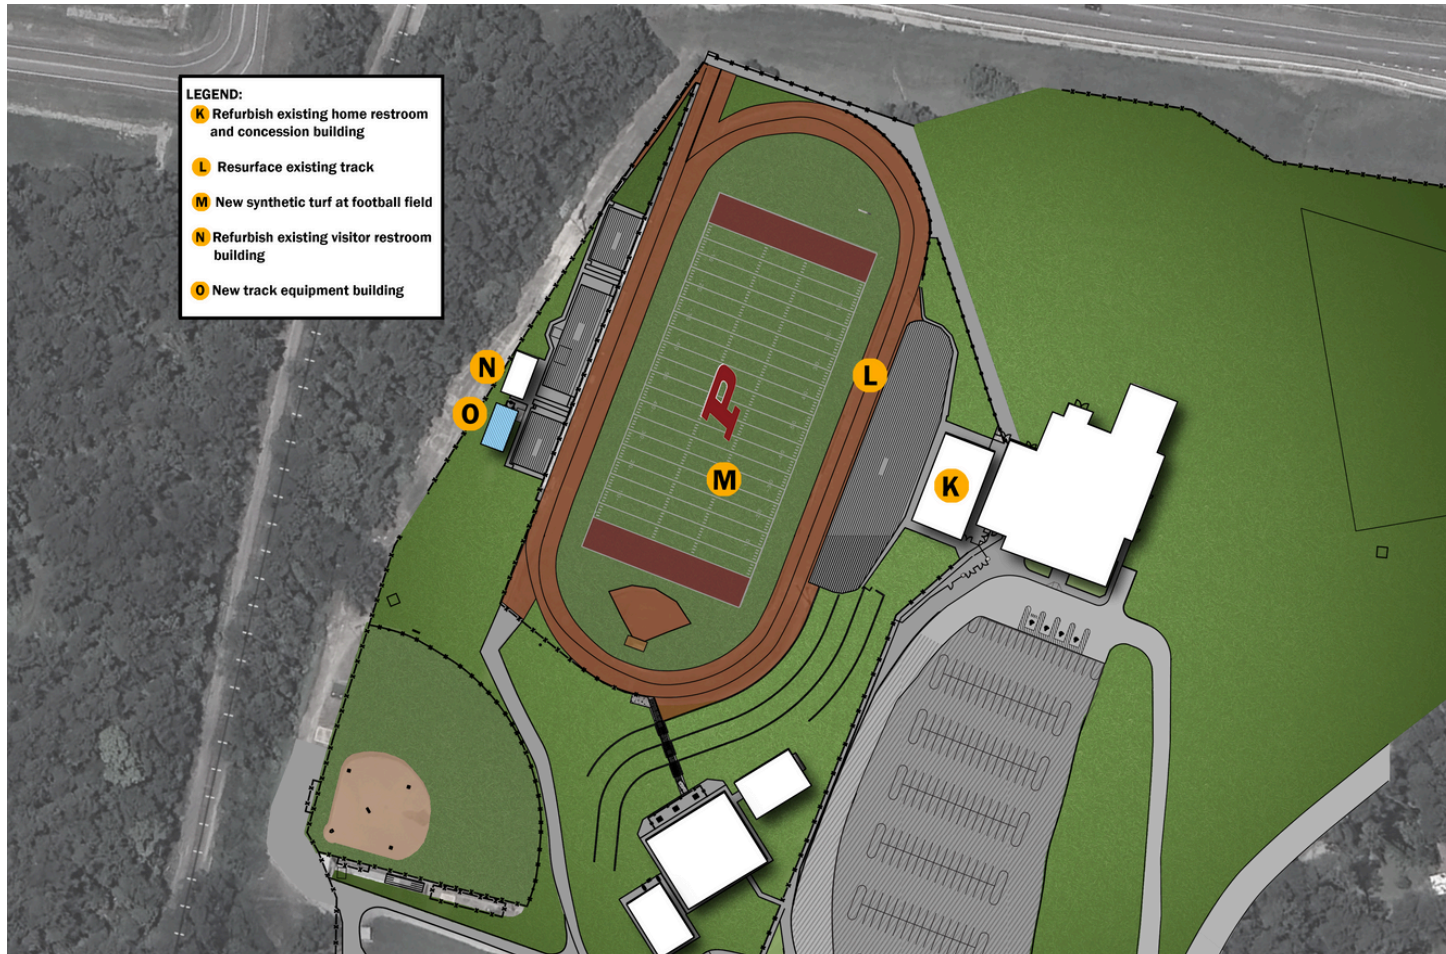 LEGEND:
K Refurbish existing home restroom
and concession building
L Resurface existing track
M New synthetic turf at football field
N Refurbish existing visitor restroom
building
O New track equipment building
N
O
L
P
M
K